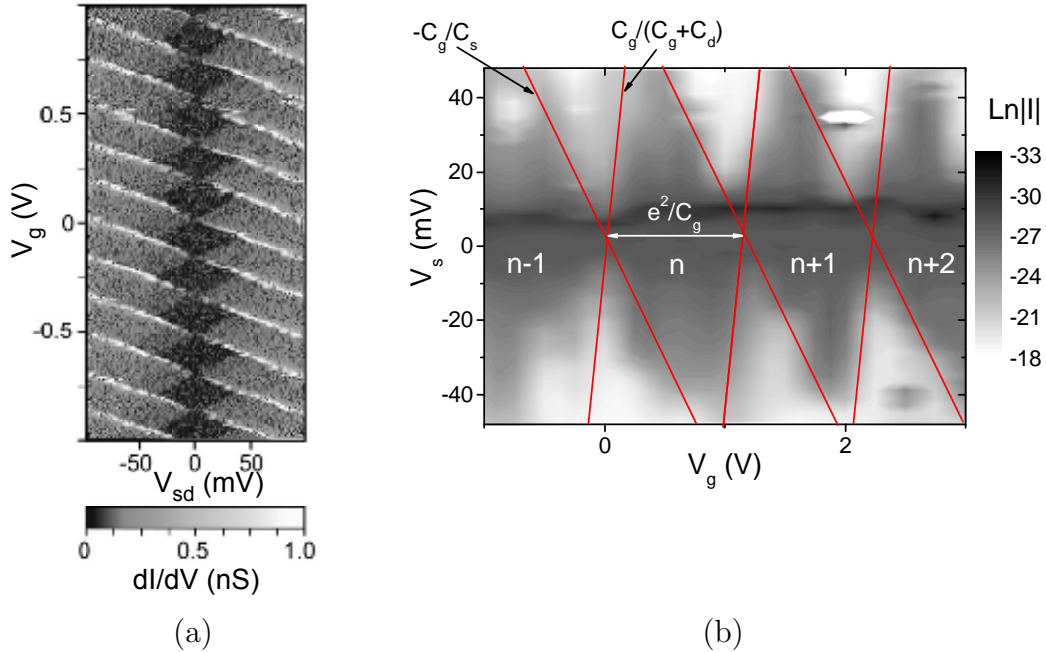 0.5
0
-0.5
V_g (V)
-50 0 50
V_sd (mV)
0 0.5 1.0
dI/dV (nS)
(a)
-C_g/C_s
C_g/(C_g+C_d)
40
20
0
-20
-40
V_s (mV)
e^2/C_g
n-1 n n+1 n+2
0 2
V_g (V)
Ln|I|
-33
-30
-27
-24
-21
-18
(b)